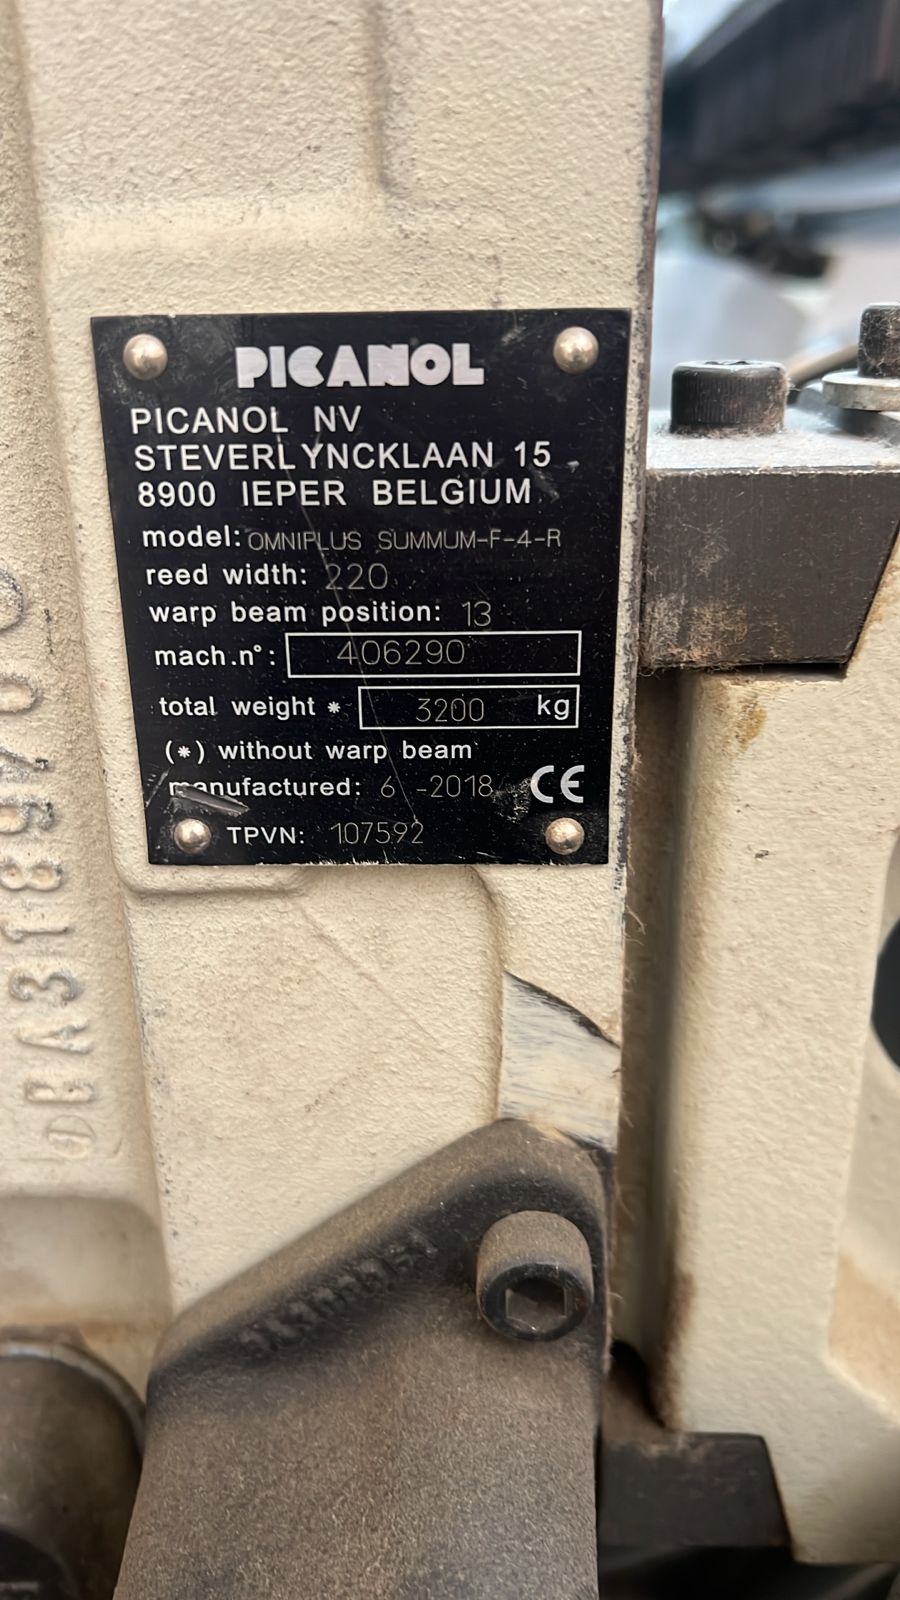 PICANOL
PICANOL NV
STEVERLYNCKLAAN 15
8900 IEPER BELGIUM
model: OMNIPLUS SUMMUM-F-4-R
reed width: 220
warp beam position: 13
mach.n°: 406290
total weight * 3200 kg
(*) without warp beam
manufactured: 6 -2018 CE
TPVN: 107592